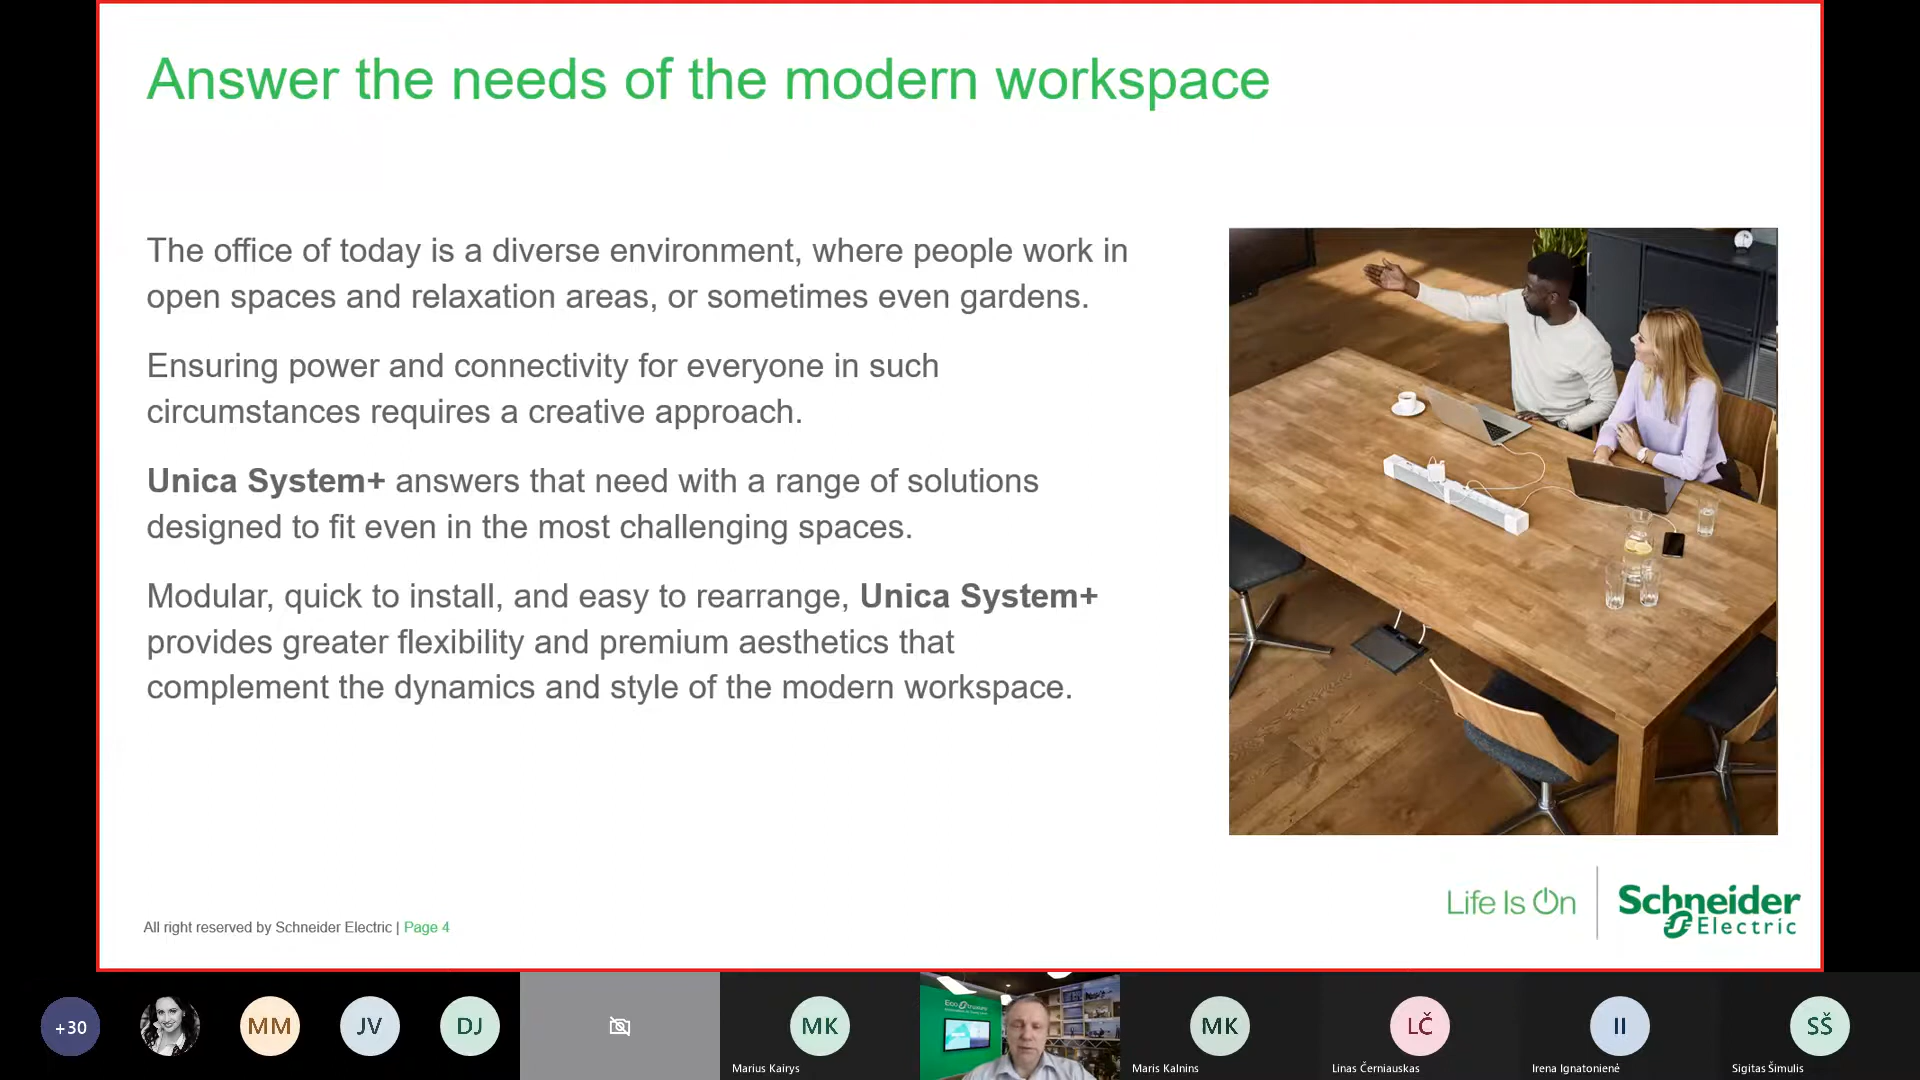 Answer the needs of the modern workspace
The office of today is a diverse environment, where people work in
open spaces and relaxation areas, or sometimes even gardens.
Ensuring power and connectivity for everyone in such
circumstances requires a creative approach.
Unica System+ answers that need with a range of solutions
designed to fit even in the most challenging spaces.
Modular, quick to install, and easy to rearrange, Unica System+
provides greater flexibility and premium aesthetics that
complement the dynamics and style of the modern workspace.
Life Is On
Schneider
Electric
All right reserved by Schneider Electric | Page 4
+30
MM
JV
DJ
MK
Marius Kairys
MK
Maris Kalnins
LČ
Linas Černiauskas
II
Irena Ignatonienė
SŠ
Sigitas Šimulis